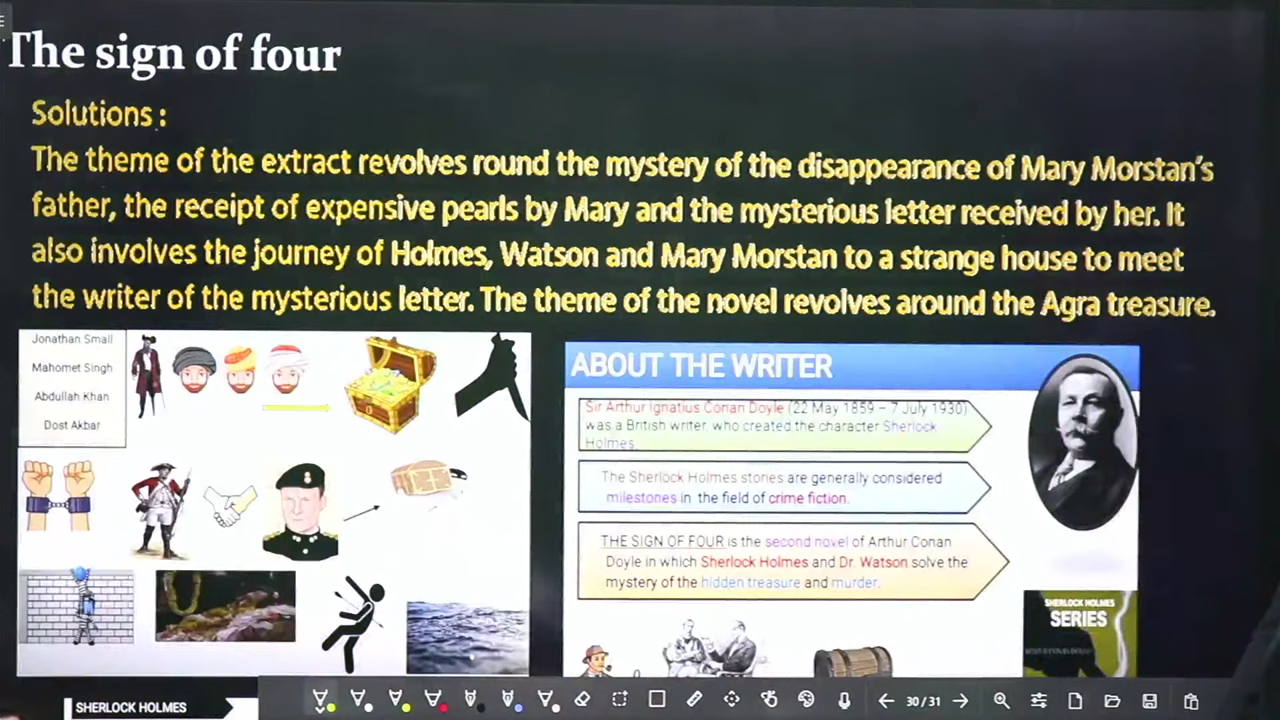 The sign of four
Solutions :
The theme of the extract revolves round the mystery of the disappearance of Mary Morstan's
father, the receipt of expensive pearls by Mary and the mysterious letter received by her. It
also involves the journey of Holmes, Watson and Mary Morstan to a strange house to meet
the writer of the mysterious letter. The theme of the novel revolves around the Agra treasure.
Jonathan Small
Mahomet Singh
Abdullah Khan
Dost Akbar
ABOUT THE WRITER
Sir Arthur Ignatius Conan Doyle (22 May 1859 – 7 July 1930)
was a British writer, who created the character Sherlock
Holmes.
The Sherlock Holmes stories are generally considered
milestones in the field of crime fiction.
THE SIGN OF FOUR is the second novel of Arthur Conan
Doyle in which Sherlock Holmes and Dr. Watson solve the
mystery of the hidden treasure and murder.
SHERLOCK HOLMES
SERIES
SHERLOCK HOLMES
30/31